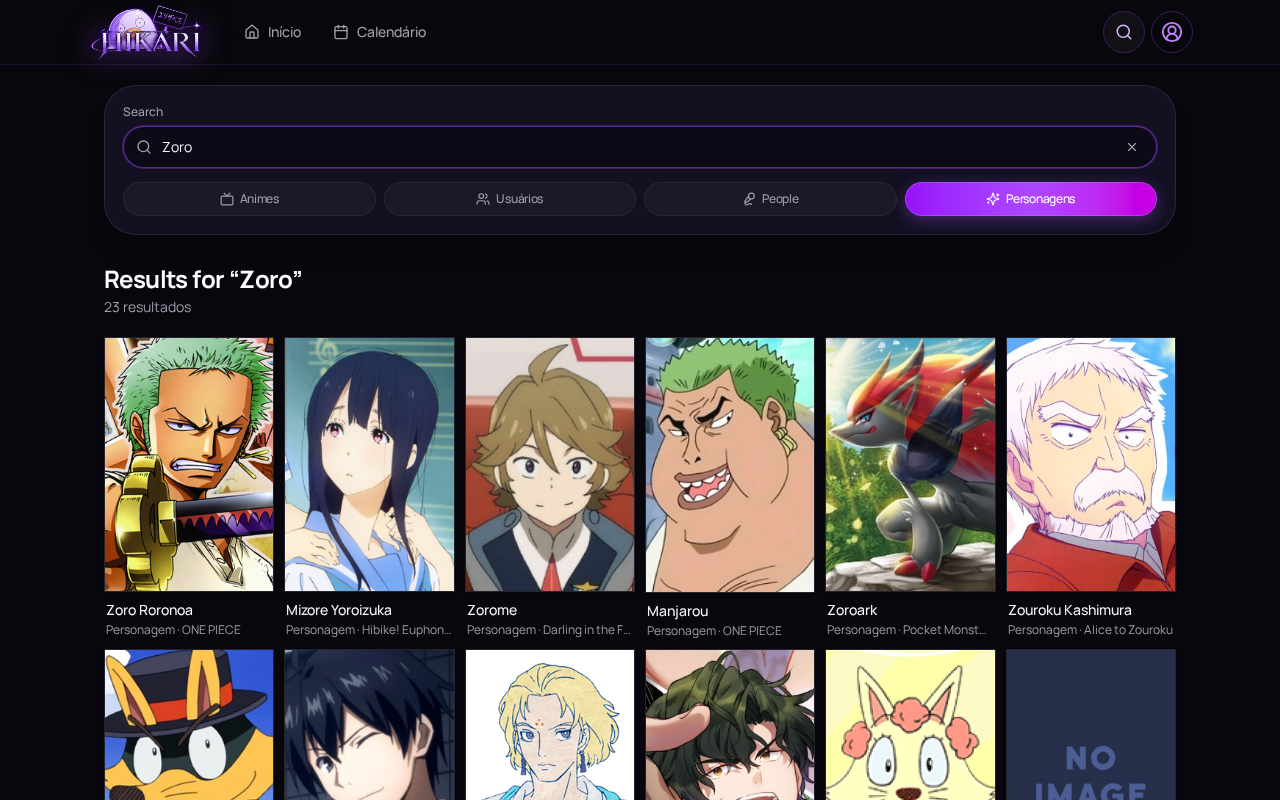 HIKARI
Início
Calendário
Search
Zoro
Animes
Usuários
People
Personagens
Results for “Zoro”
23 resultados
Zoro Roronoa
Personagem · ONE PIECE
Mizore Yoroizuka
Personagem · Hibike! Euphon...
Zorome
Personagem · Darling in the F...
Manjarou
Personagem · ONE PIECE
Zoroark
Personagem · Pocket Monst...
Zouroku Kashimura
Personagem · Alice to Zouroku
NO
IMAGE